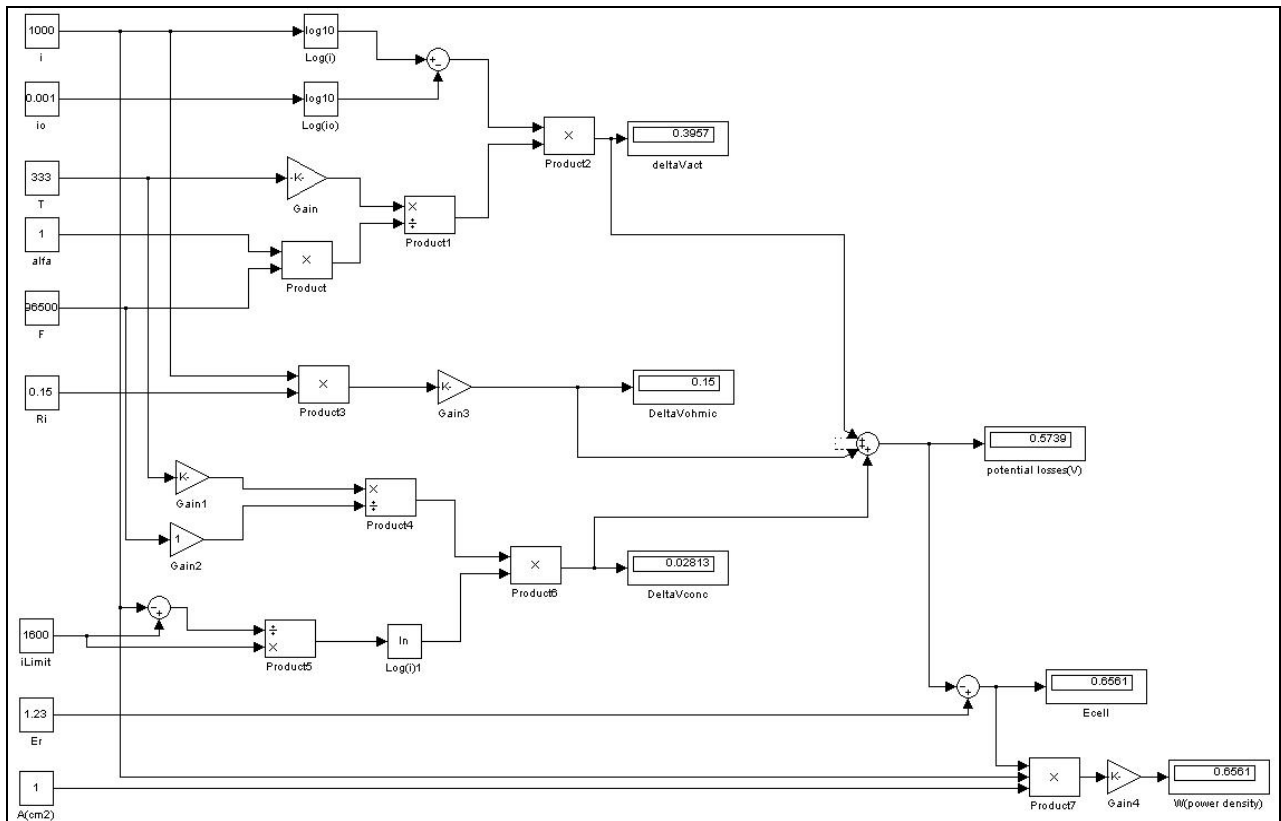 1000
i
log10
Log(i)
+
-
0.001
io
log10
Log(io)
×
Product2
0.3957
deltaVact
333
T
-K-
Gain
×
÷
Product1
1
alfa
×
Product
96500
F
0.15
Ri
×
Product3
K-
Gain3
0.15
DeltaVohmic
+
+
+
0.5739
potential losses(V)
K-
Gain1
×
÷
Product4
1
Gain2
×
Product6
0.02813
DeltaVconc
-
+
1600
iLimit
÷
×
Product5
ln
Log(i)1
-
+
0.6561
Ecell
1.23
Er
×
Product7
K-
Gain4
0.6561
W(power density)
1
A(cm2)